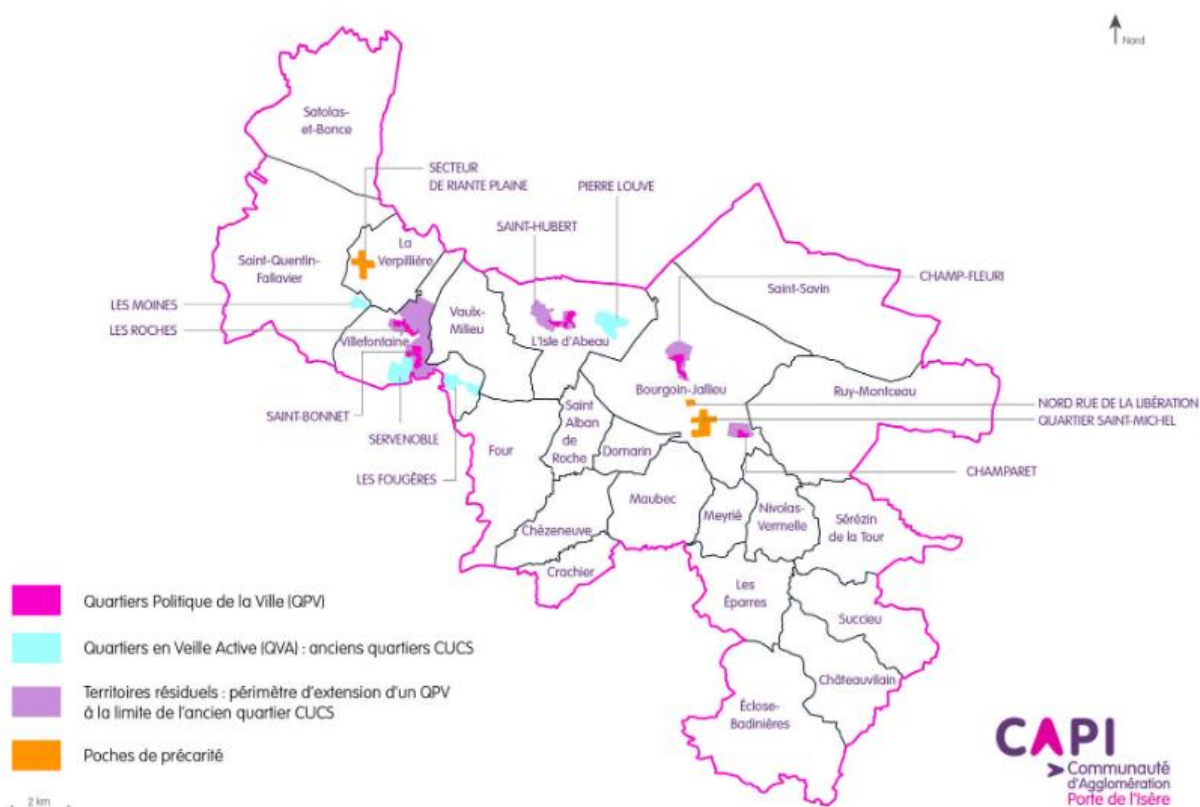 Nord
Satolas-
et-Bonce
SECTEUR
DE RIANTE PLAINE
PIERRE LOUVE
SAINT-HUBERT
La
Verpillière
Saint-Quentin-
Fallavier
CHAMP-FLEURI
Saint-Savin
LES MOINES
Vaulx-
Milieu
LES ROCHES
Villefontaine
L'Isle d'Abeau
Bourgoin-Jallieu
Ruy-Montceau
NORD RUE DE LA LIBÉRATION
SAINT-BONNET
QUARTIER SAINT-MICHEL
Saint
Alban
de
Roche
SERVENOBLE
Four
Domarin
LES FOUGÈRES
CHAMPARET
Maubec
Meyrié
Nivolas-
Vermelle
Sérézin
de la Tour
Chèzeneuve
Crachier
Les
Éparres
Succieu
Châteauvilain
Éclose-
Badinières
Quartiers Politique de la Ville (QPV)
Quartiers en Veille Active (QVA) : anciens quartiers CUCS
Territoires résiduels : périmètre d'extension d'un QPV
à la limite de l'ancien quartier CUCS
Poches de précarité
2 km
CAPI
Communauté
d'Agglomération
Porte de l'Isère